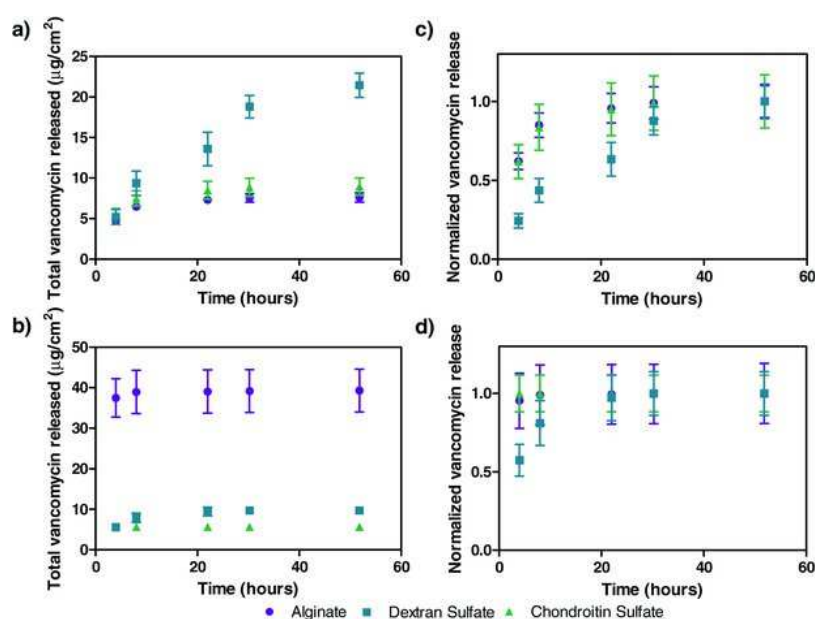 a)
Total vancomycin released (µg/cm²)
25
20
15
10
5
0
0 20 40 60
Time (hours)
b)
Total vancomycin released (µg/cm²)
50
40
30
20
10
0
0 20 40 60
Time (hours)
c)
Normalized vancomycin release
1.0
0.5
0.0
0 20 40 60
Time (hours)
d)
Normalized vancomycin release
1.0
0.5
0.0
0 20 40 60
Time (hours)
Alginate Dextran Sulfate Chondroitin Sulfate